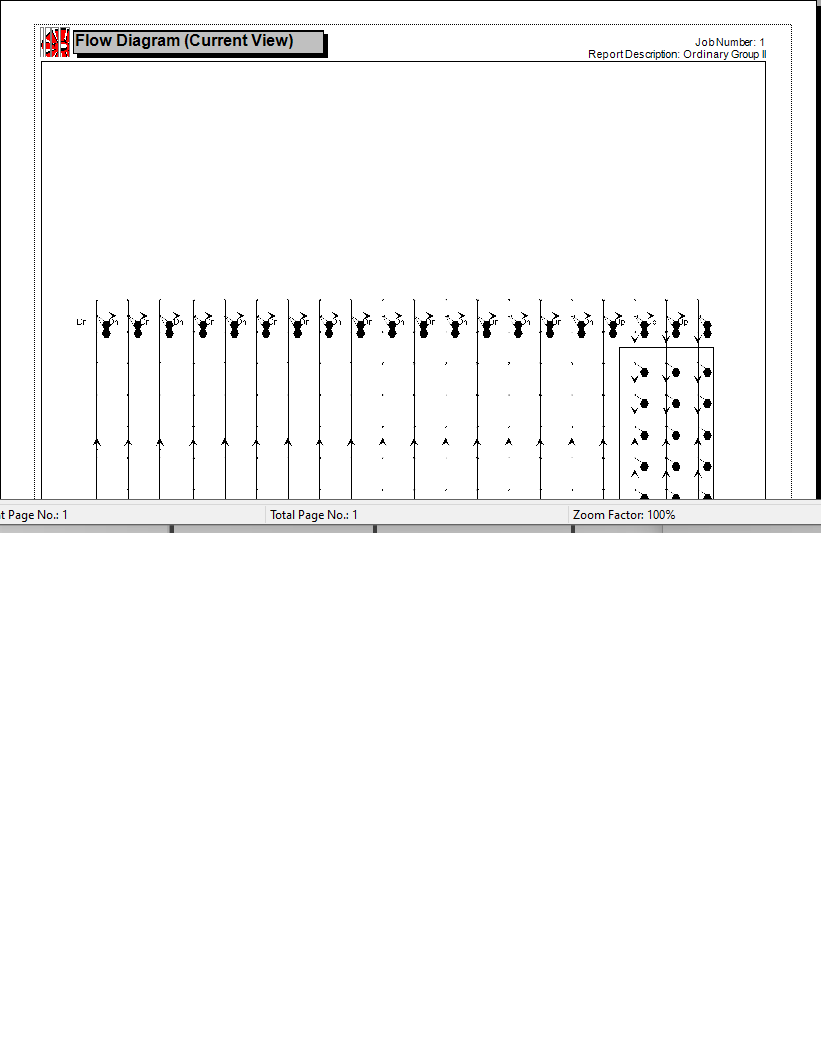 Flow Diagram (Current View)
Job Number: 1
Report Description: Ordinary Group II
Page No.: 1
Total Page No.: 1
Zoom Factor: 100%